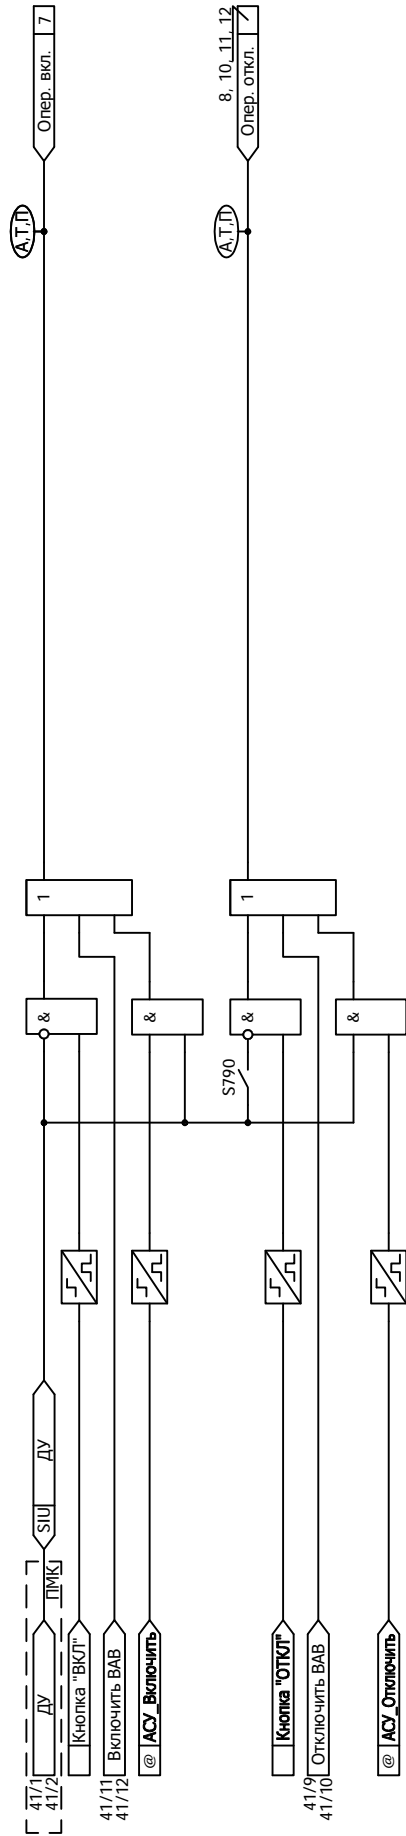 41/1
41/2
ДУ
ПМК
SIU
ДУ
Кнопка "ВКЛ"
41/11
41/12
Включить ВАВ
@ АСУ_Включить
&
&
1
А,Т,П
Опер. вкл. 7
Кнопка "ОТКЛ"
41/9
41/10
Отключить ВАВ
@ АСУ_Отключить
S790
&
&
1
А,Т,П
8, 10, 11, 12
Опер. откл.